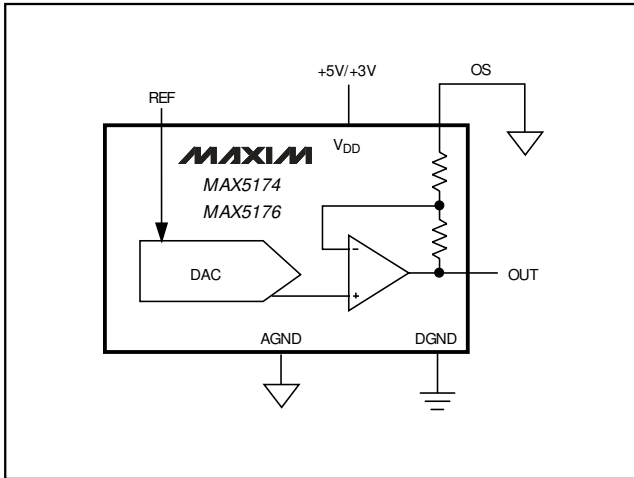 +5V/+3V
OS
REF
VDD
MAXIM
MAX5174
MAX5176
DAC
-
+
OUT
AGND
DGND